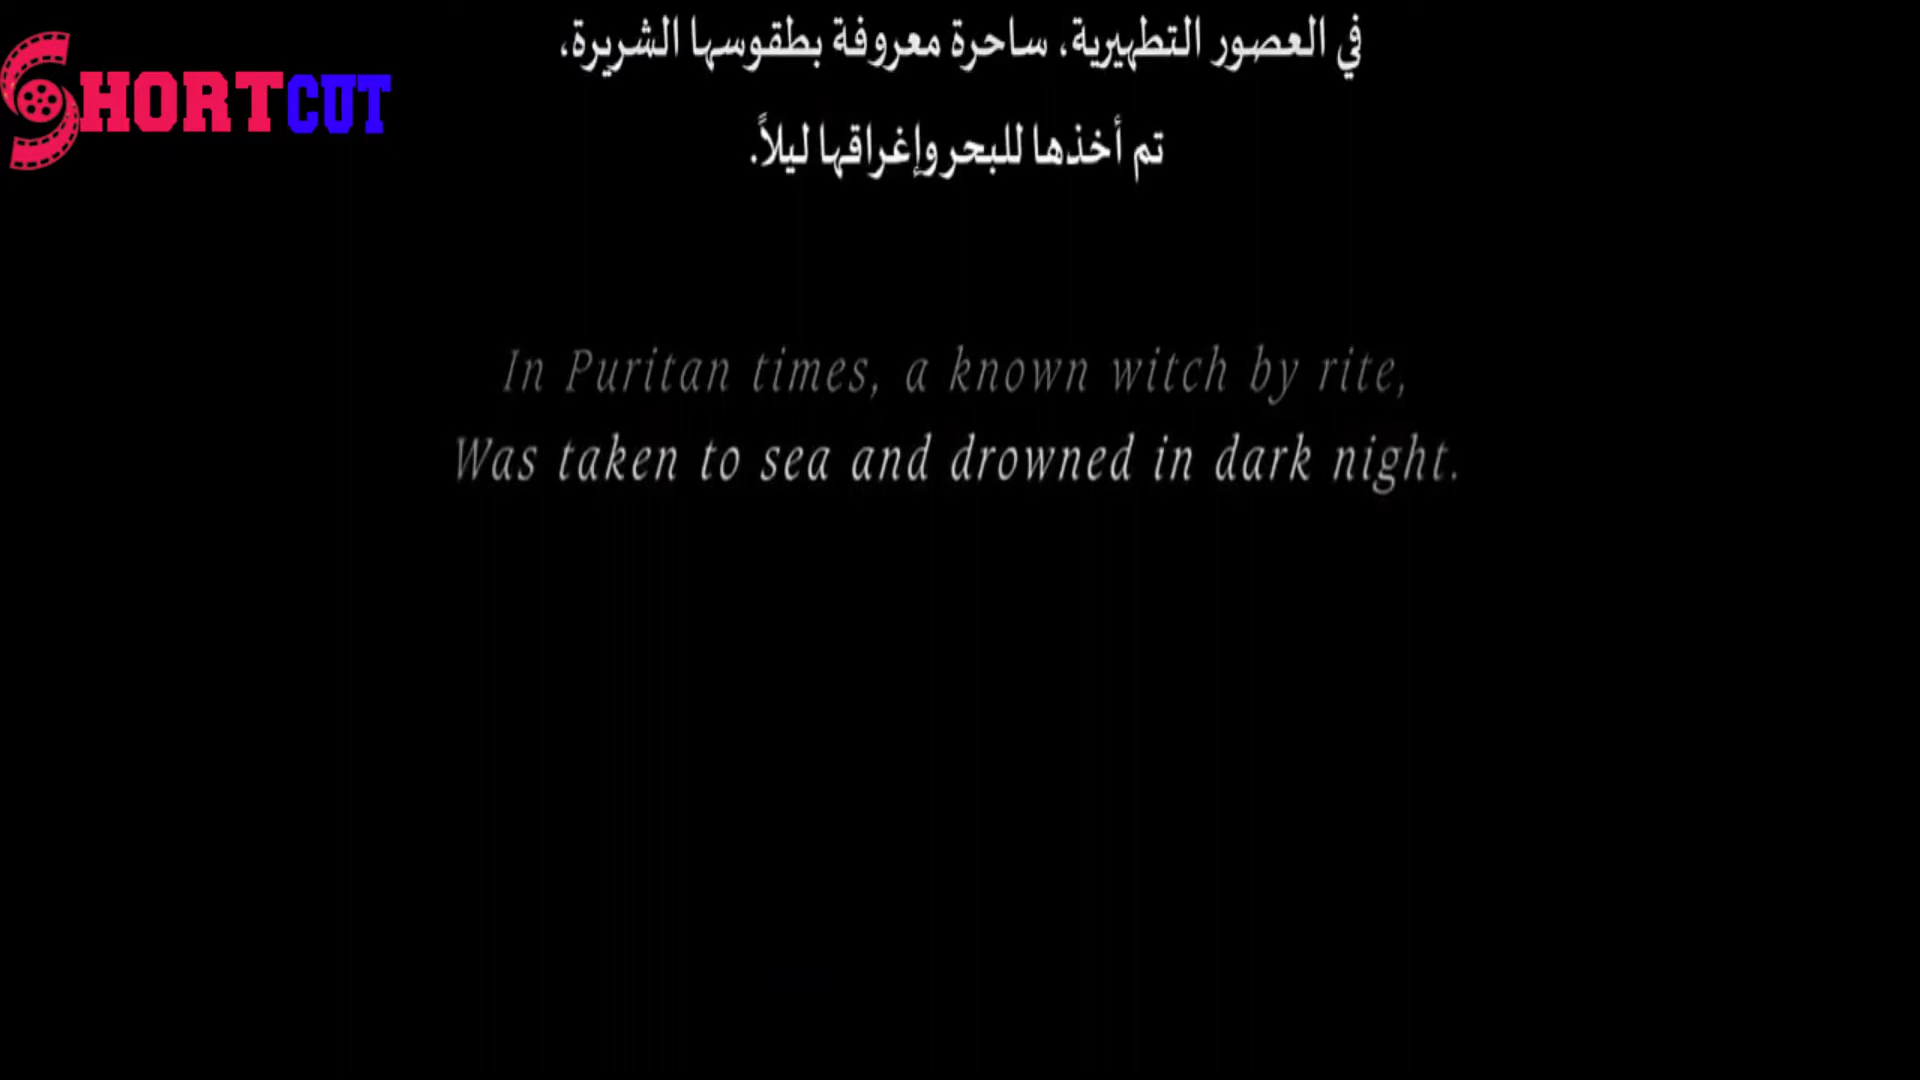 في العصور التطهيرية، ساحرة معروفة بطقوسها الشريرة،
SHORTCUT
تم أخذها للبحر وإغراقها ليلاً.
In Puritan times, a known witch by rite,
Was taken to sea and drowned in dark night.